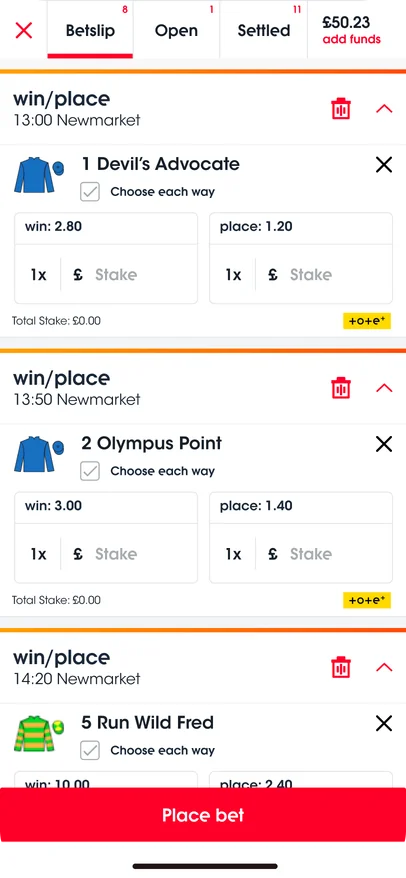 8 1 11 £50.23
Betslip Open Settled add funds
win/place
13:00 Newmarket
1 Devil's Advocate
Choose each way
win: 2.80 place: 1.20
1x £ Stake 1x £ Stake
Total Stake: £0.00 +o+e+
win/place
13:50 Newmarket
2 Olympus Point
Choose each way
win: 3.00 place: 1.40
1x £ Stake 1x £ Stake
Total Stake: £0.00 +o+e+
win/place
14:20 Newmarket
5 Run Wild Fred
Choose each way
win: 10.00 place: 2.40
Place bet